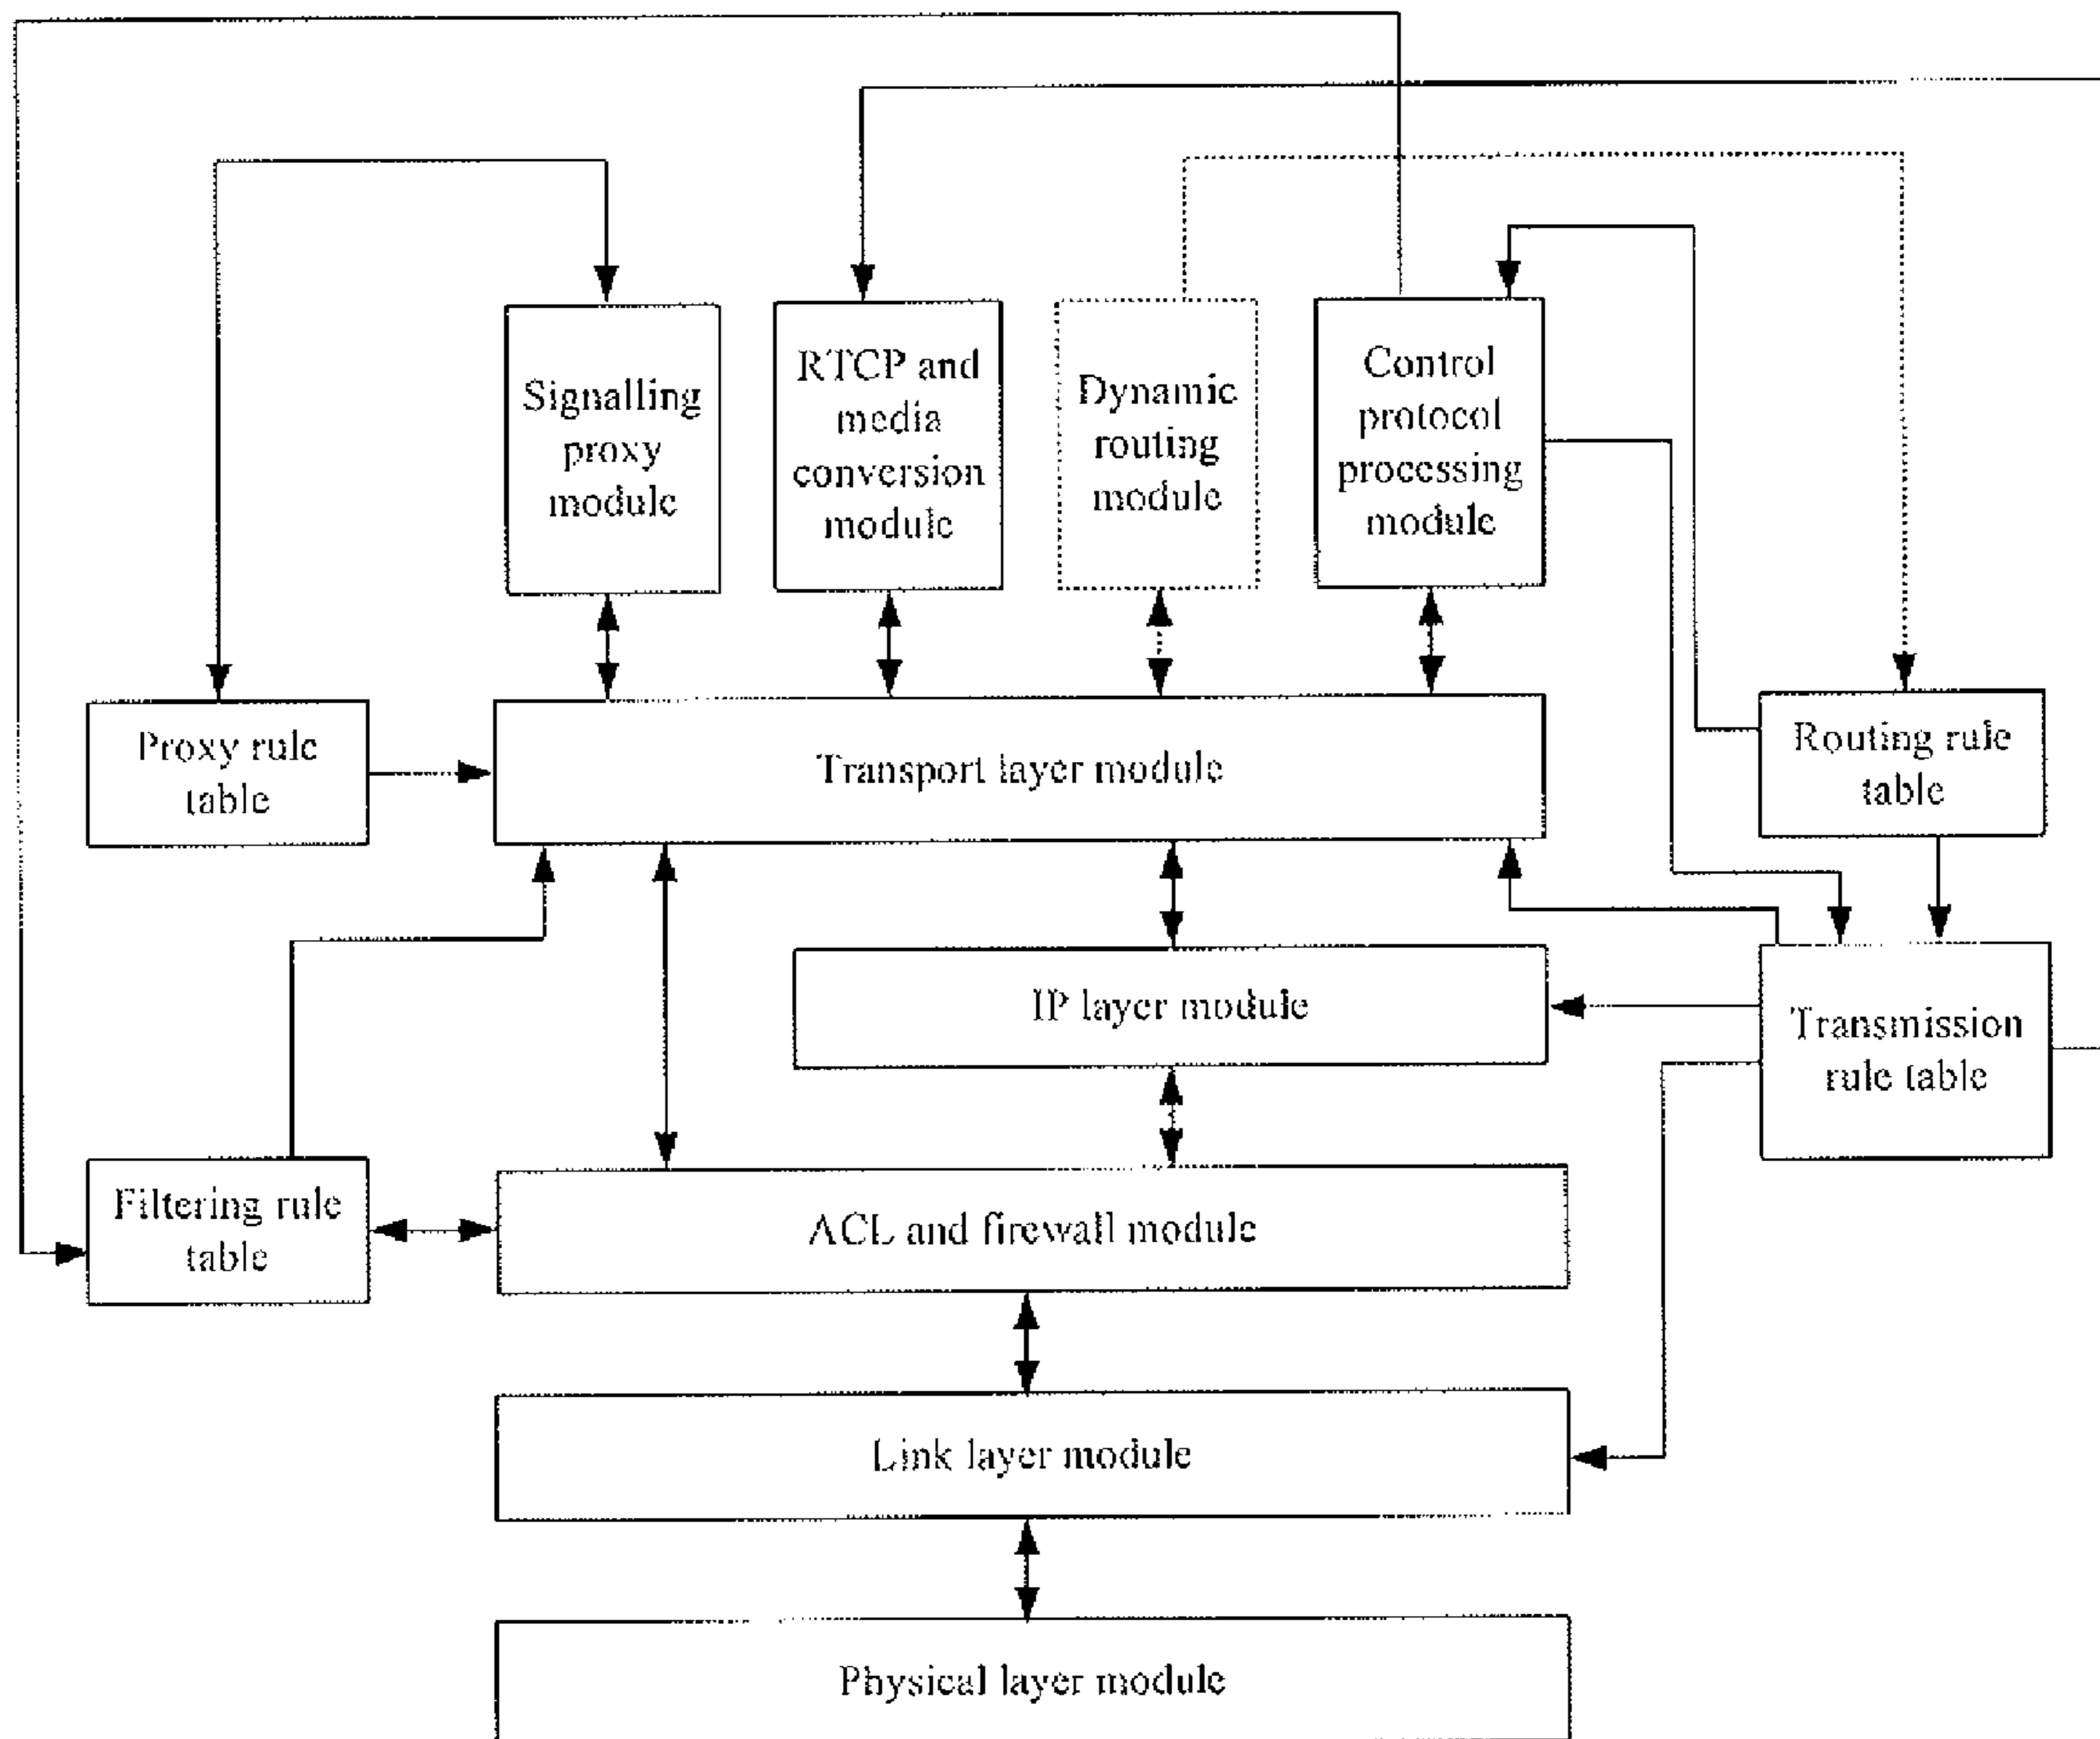 Signalling
proxy
module
RTCP and
media
conversion
module
Dynamic
routing
module
Control
protocol
processing
module
Proxy rule
table
Transport layer module
Routing rule
table
IP layer module
Transmission
rule table
Filtering rule
table
ACL and firewall module
Link layer module
Physical layer module